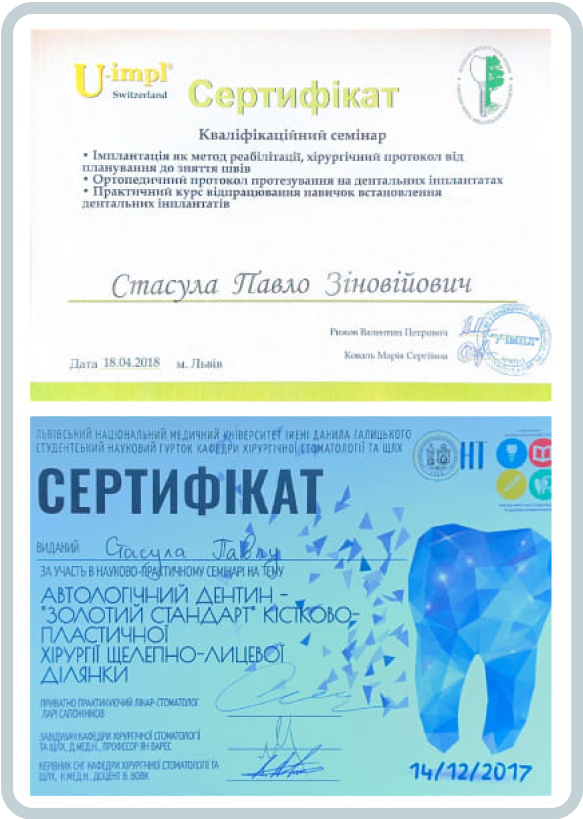 U-impl®
Switzerland
Сертифікат
Кваліфікаційний семінар
• Імплантація як метод реабілітації, хірургічний протокол від
планування до зняття швів
• Ортопедичний протокол протезування на дентальних імплантатах
• Практичний курс відпрацювання навичок встановлення
дентальних імплантатів
Стасула Павло Зіновійович
Рижов Валентин Петрович
"У-ІМПЛ"
Коваль Марія Сергіївна
Дата 18.04.2018 м. Львів
ЛЬВІВСЬКИЙ НАЦІОНАЛЬНИЙ МЕДИЧНИЙ УНІВЕРСИТЕТ ІМЕНІ ДАНИЛА ГАЛИЦЬКОГО
СТУДЕНТСЬКИЙ НАУКОВИЙ ГУРТОК КАФЕДРИ ХІРУРГІЧНОЇ СТОМАТОЛОГІЇ ТА ЩЛХ
НТ
СЕРТИФІКАТ
ВИДАНИЙ Стасула Павлу
ЗА УЧАСТЬ В НАУКОВО-ПРАКТИЧНОМУ СЕМІНАРІ НА ТЕМУ
АВТОЛОГІЧНИЙ ДЕНТИН –
"ЗОЛОТИЙ СТАНДАРТ" КІСТКОВО-
ПЛАСТИЧНОЇ
ХІРУРГІЇ ЩЕЛЕПНО-ЛИЦЕВОЇ
ДІЛЯНКИ
ПРИВАТНО ПРАКТИКУЮЧИЙ ЛІКАР-СТОМАТОЛОГ
ЛАРІ САПОЖНІКОВ
ЗАВІДУВАЧ КАФЕДРИ ХІРУРГІЧНОЇ СТОМАТОЛОГІЇ
ТА ЩЛХ, Д.МЕД.Н., ПРОФЕСОР ЯН ВАРЕС
КЕРІВНИК СНГ КАФЕДРИ ХІРУРГІЧНОЇ СТОМАТОЛОГІЇ ТА
ЩЛХ, К.МЕД.Н., ДОЦЕНТ В. ВОВК
14/12/2017